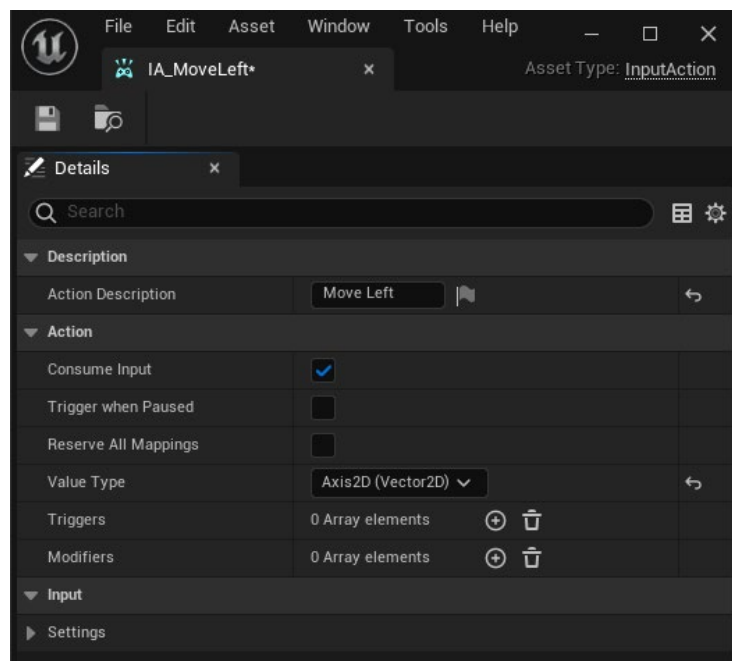 File Edit Asset Window Tools Help
IA_MoveLeft*
Asset Type: InputAction
Details
Search
Description
Action Description Move Left
Action
Consume Input
Trigger when Paused
Reserve All Mappings
Value Type Axis2D (Vector2D)
Triggers 0 Array elements
Modifiers 0 Array elements
Input
Settings